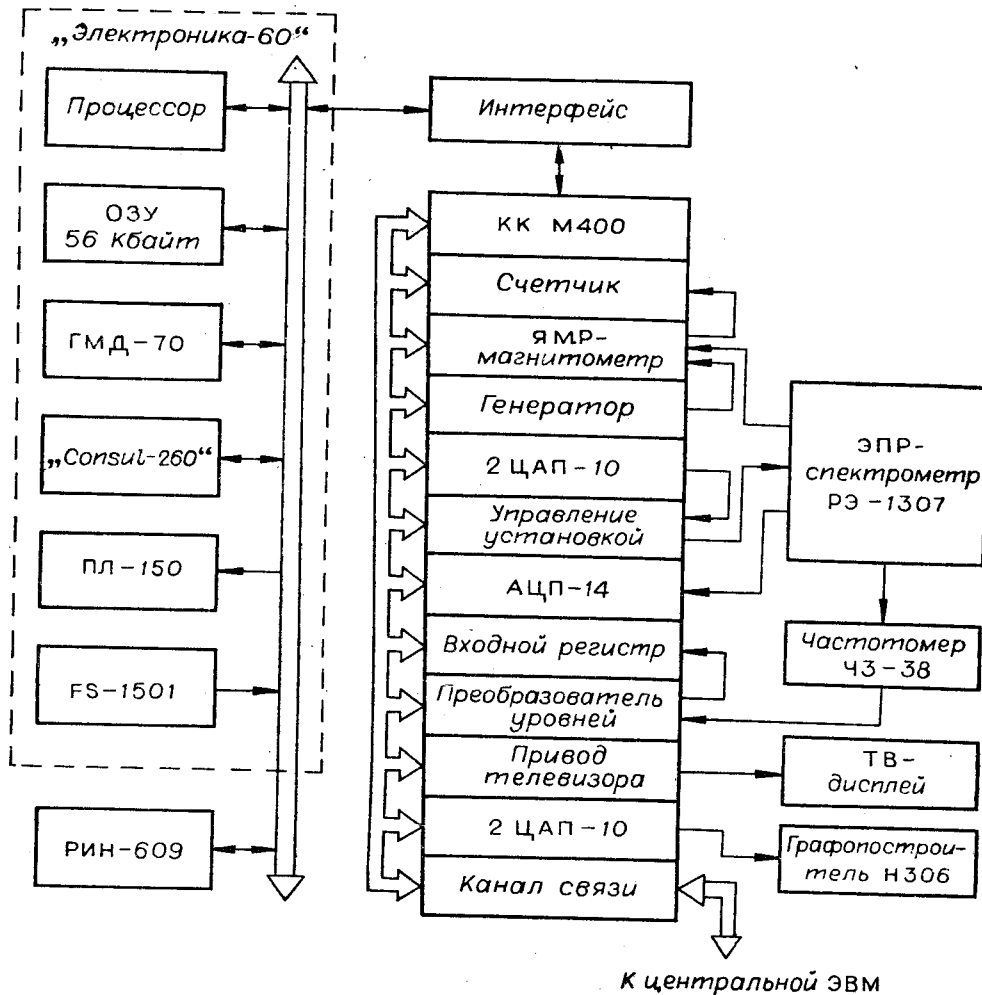 „Электроника-60“
Процессор
ОЗУ
56 Кбайт
ГМД-70
„Consul-260“
ПЛ-150
FS-1501
РИН-609
Интерфейс
КК М400
Счетчик
ЯМР-
магнитометр
Генератор
2 ЦАП-10
Управление
установкой
АЦП-14
Входной регистр
Преобразователь
уровней
Привод
телевизора
2 ЦАП-10
Канал связи
ЭПР-
спектрометр
РЭ-1307
Частотомер
ЧЗ-38
ТВ-
дисплей
Графопострои-
тель Н306
К центральной ЭВМ